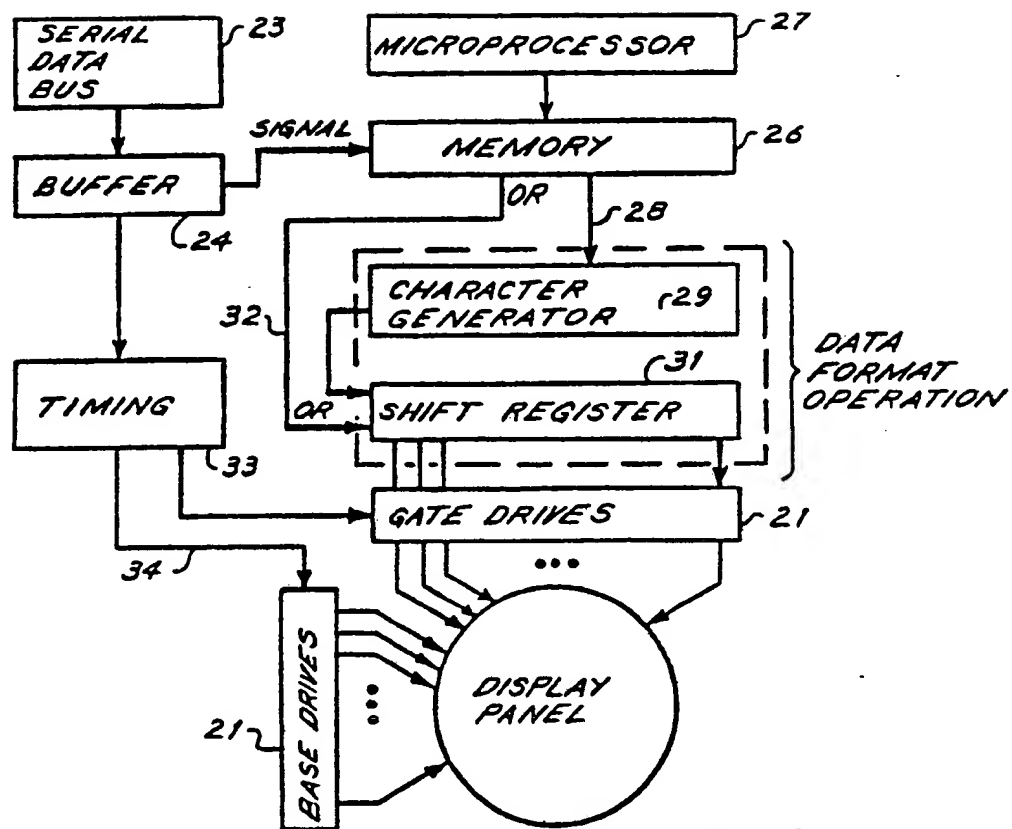 SERIAL
DATA
BUS
23
MICROPROCESSOR
27
SIGNAL
MEMORY
26
BUFFER
24
OR
28
CHARACTER
GENERATOR
29
32
31
DATA
FORMAT
OPERATION
TIMING
33
OR
SHIFT REGISTER
GATE DRIVES
21
34
•••
BASE DRIVES
21
•••
DISPLAY
PANEL